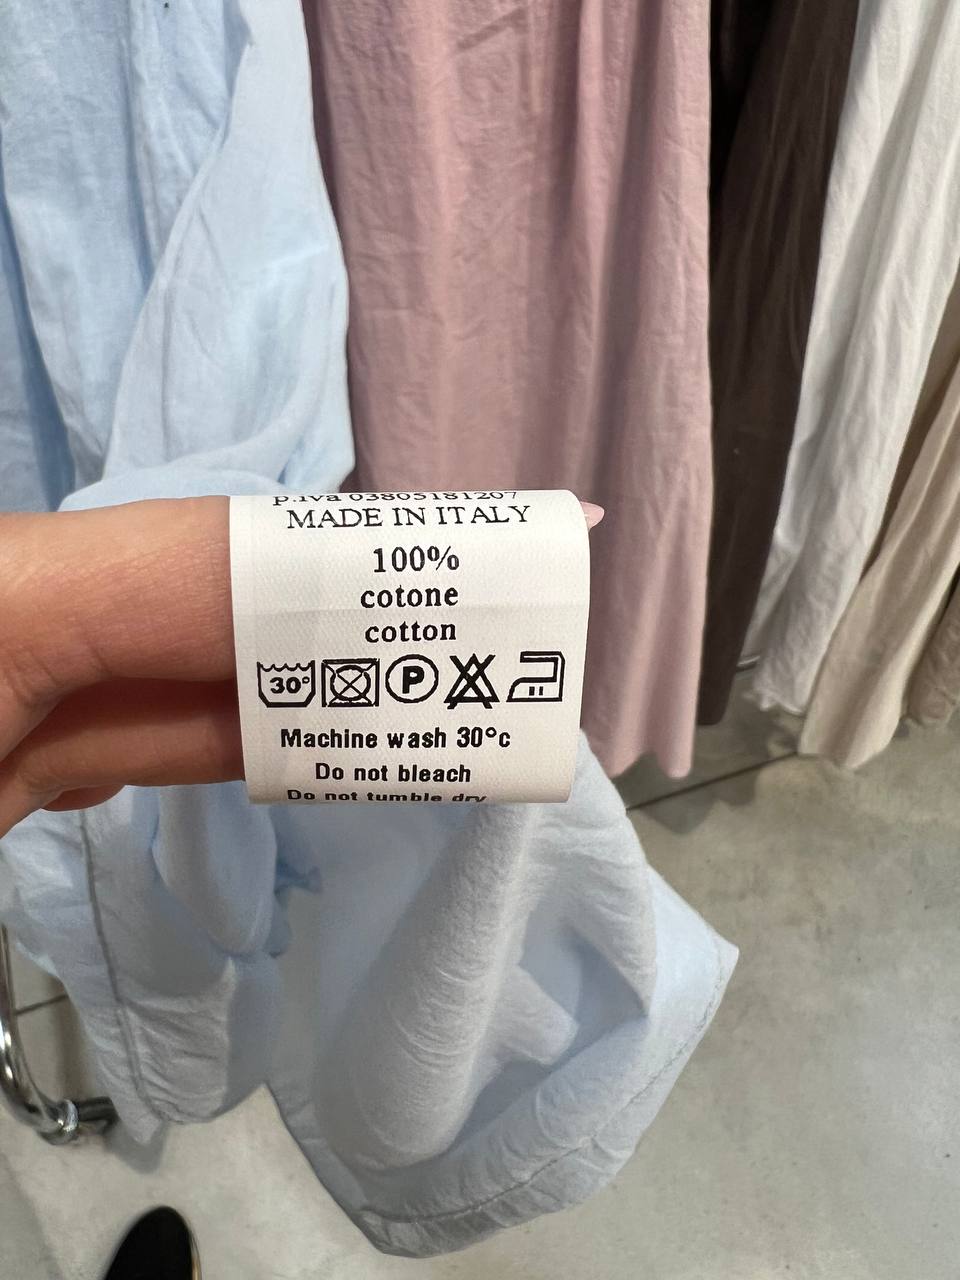 p.iva 03805181207
MADE IN ITALY
100%
cotone
cotton
30° P
Machine wash 30°c
Do not bleach
Do not tumble dry